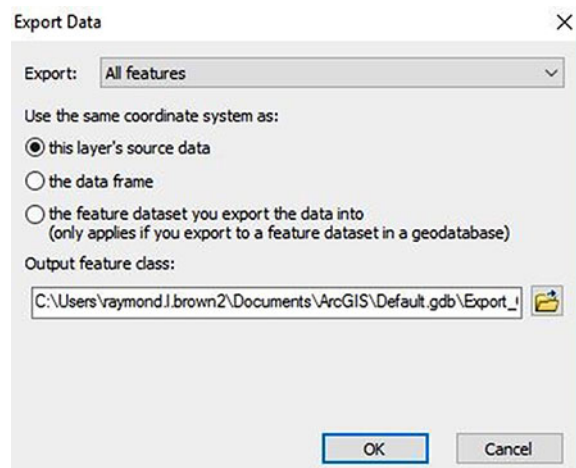 Export Data
Export: All features
Use the same coordinate system as:
this layer's source data
the data frame
the feature dataset you export the data into
(only applies if you export to a feature dataset in a geodatabase)
Output feature class:
C:\Users\raymond.l.brown2\Documents\ArcGIS\Default.gdb\Export_
OK Cancel